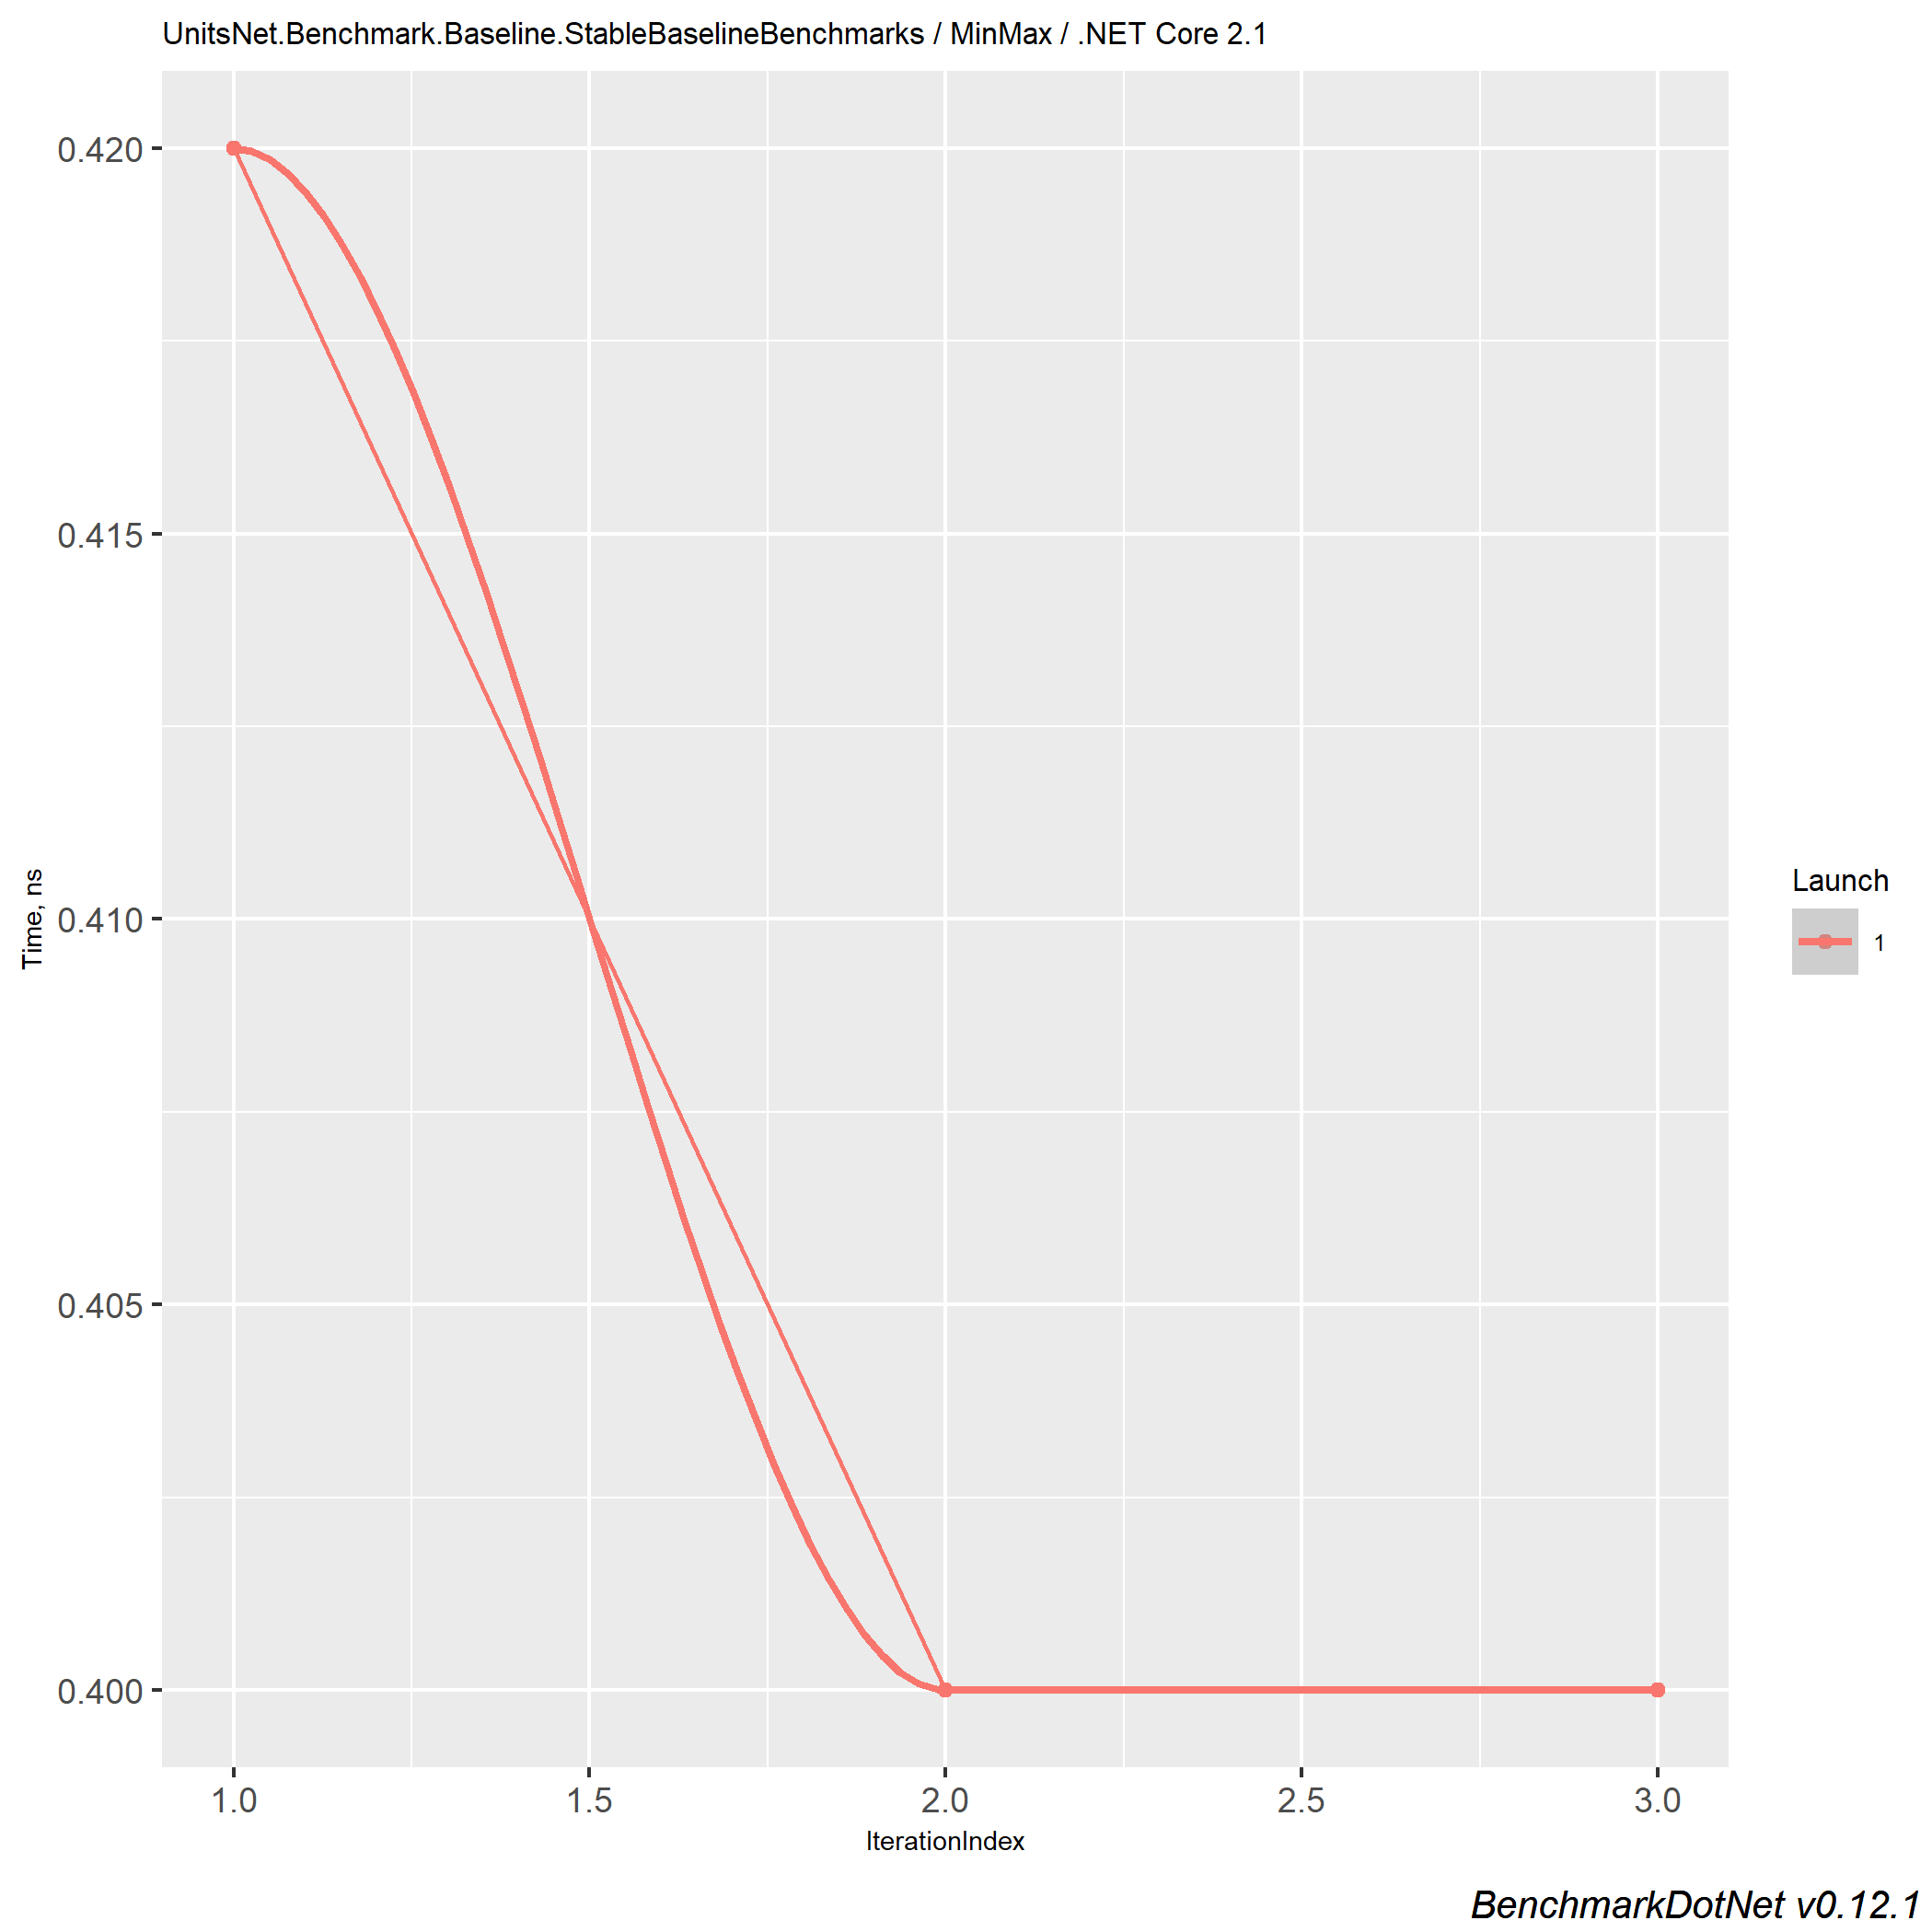 UnitsNet.Benchmark.Baseline.StableBaselineBenchmarks / MinMax / .NET Core 2.1
0.420
0.415
0.410
0.405
0.400
Time, ns
1.0 1.5 2.0 2.5 3.0
IterationIndex
Launch
1
BenchmarkDotNet v0.12.1